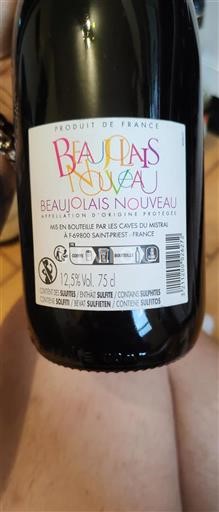 PRODUIT DE FRANCE
BEAUJOLAIS
NOUVEAU
BEAUJOLAIS NOUVEAU
APPELLATION D'ORIGINE PROTÉGÉE
MIS EN BOUTEILLE PAR LES CAVES DU MISTRAL
À F-69800 SAINT-PRIEST - FRANCE
12,5% Vol. 75 cl
CONTIENT DES SULFITES / ENTHÄLT SULFITE / CONTAINS SULPHITES
CONTIENE SOLFITI / BEVAT SULFIETEN / CONTIENE SULFITOS